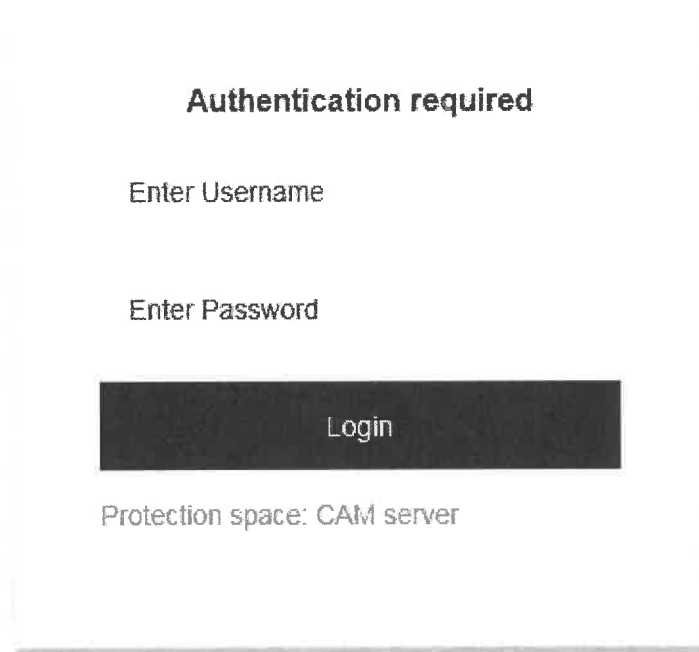 Authentication required
Enter Username
Enter Password
Login
Protection space: CAM server